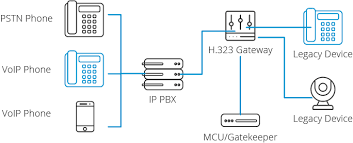 PSTN Phone
VoIP Phone
VoIP Phone
IP PBX
H.323 Gateway
MCU/Gatekeeper
Legacy Device
Legacy Device